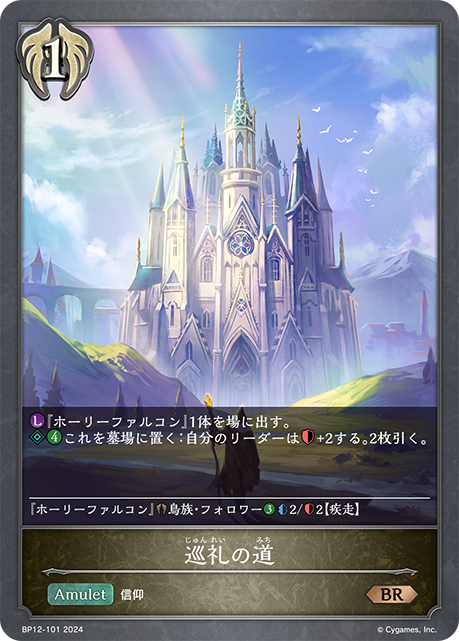 1
L『ホーリーファルコン』1体を場に出す。
4 これを墓場に置く:自分のリーダーは+2する。2枚引く。
『ホーリーファルコン』鳥族・フォロワー3 2/2【疾走】
じゅんれい みち
巡礼の道
Amulet 信仰 BR
BP12-101 2024 © Cygames, Inc.